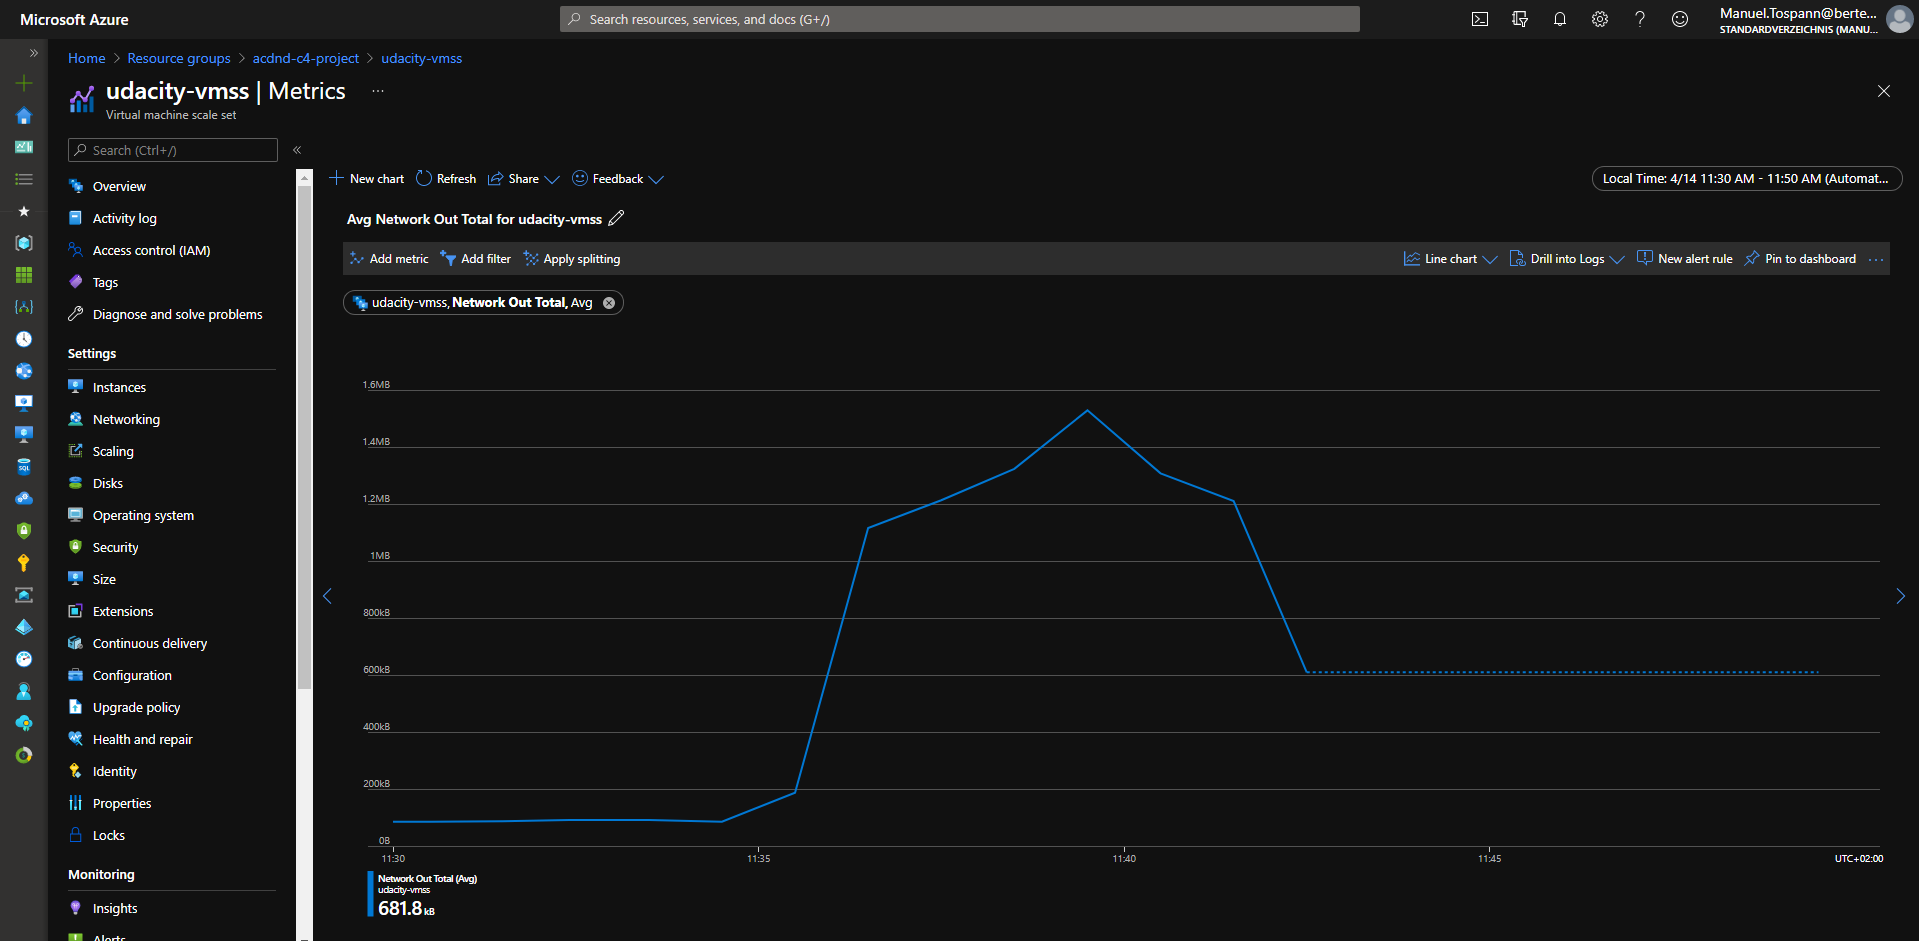 Microsoft Azure
Search resources, services, and docs (G+/)
Manuel.Tospann@berte...
STANDARDVERZEICHNIS (MANU...
Home > Resource groups > acdnd-c4-project > udacity-vmss
udacity-vmss | Metrics ...
Virtual machine scale set
Search (Ctrl+/)
Overview
Activity log
Access control (IAM)
Tags
Diagnose and solve problems
Settings
Instances
Networking
Scaling
Disks
Operating system
Security
Size
Extensions
Continuous delivery
Configuration
Upgrade policy
Health and repair
Identity
Properties
Locks
Monitoring
Insights
Alerts
New chart Refresh Share Feedback
Local Time: 4/14 11:30 AM - 11:50 AM (Automat...
Avg Network Out Total for udacity-vmss
Add metric Add filter Apply splitting
Line chart Drill into Logs New alert rule Pin to dashboard ...
udacity-vmss, Network Out Total, Avg
1.6MB
1.4MB
1.2MB
1MB
800kB
600kB
400kB
200kB
0B
11:30 11:35 11:40 11:45 UTC+02:00
Network Out Total (Avg)
udacity-vmss
681.8 kB